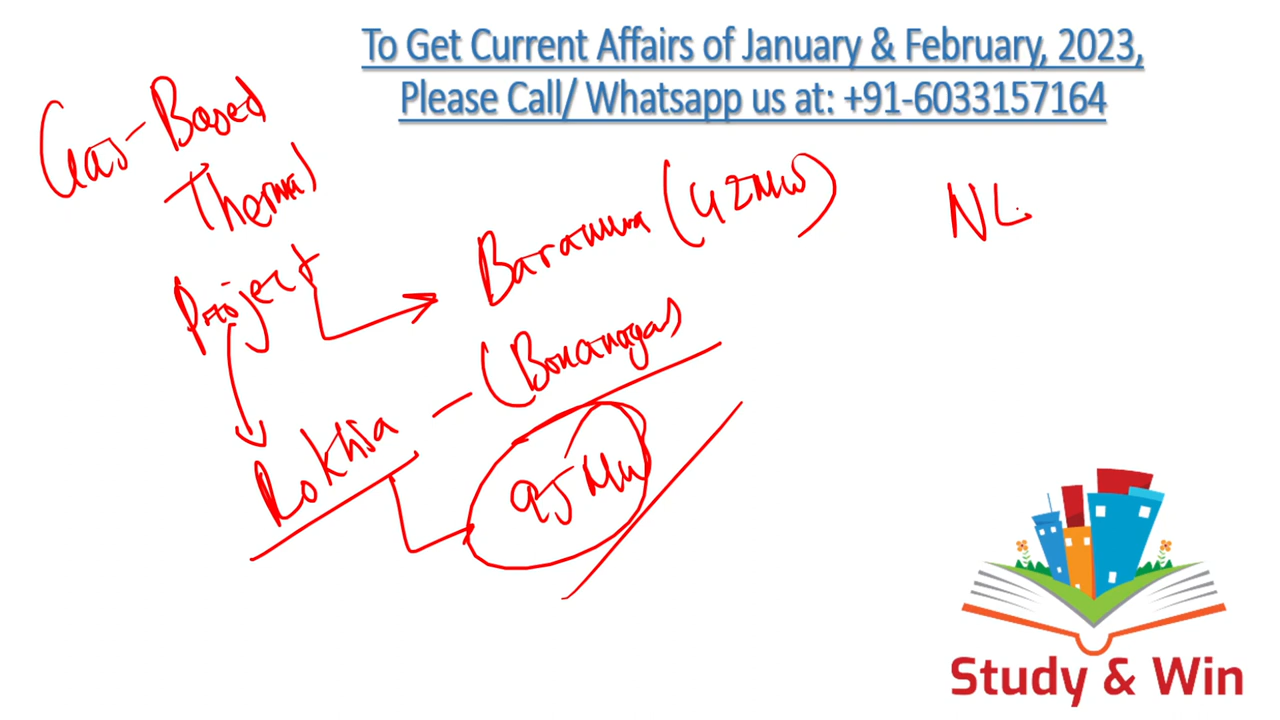 To Get Current Affairs of January & February, 2023,
Please Call/ Whatsapp us at: +91-6033157164
Gas-Based
Thermal
Project
Baramura (42MW)
NL
Rokhia - (Bonanagar)
95 MW
Study & Win